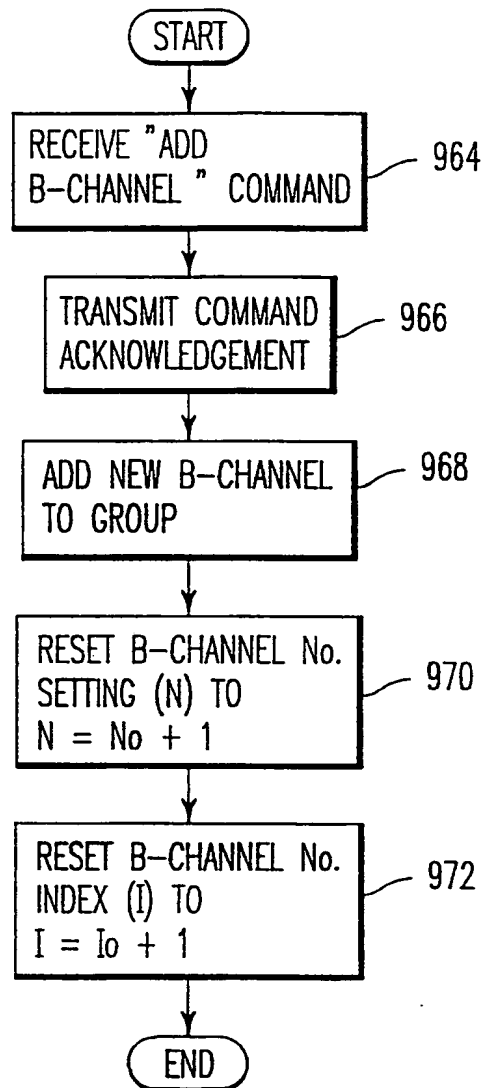 START
RECEIVE "ADD
B-CHANNEL" COMMAND
964
TRANSMIT COMMAND
ACKNOWLEDGEMENT
966
ADD NEW B-CHANNEL
TO GROUP
968
RESET B-CHANNEL No.
SETTING (N) TO
N = No + 1
970
RESET B-CHANNEL No.
INDEX (I) TO
I = Io + 1
972
END